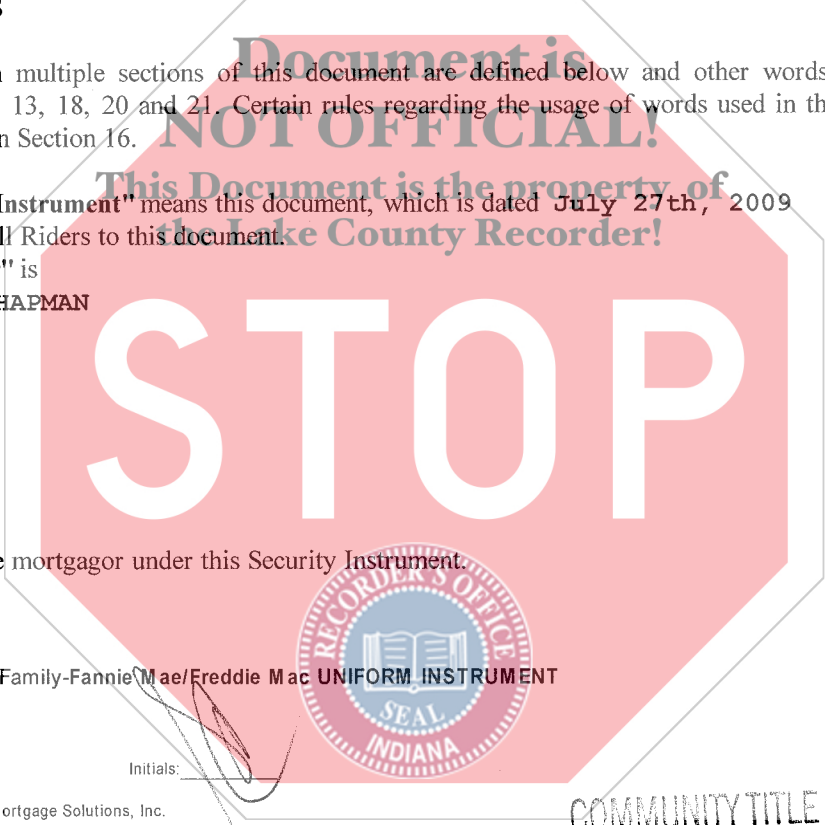 Document is
multiple sections of this document are defined below and other words
13, 18, 20 and 21. Certain rules regarding the usage of words used in th
NOT OFFICIAL!
n Section 16.
This Document is the property of
Instrument" means this document, which is dated July 27th, 2009
the Lake County Recorder!
ll Riders to this document.
" is
HAPMAN
STOP
e mortgagor under this Security Instrument.
RECORDER'S OFFICE
Family-Fannie Mae/Freddie Mac UNIFORM INSTRUMENT
SEAL
INDIANA
Initials:
ortgage Solutions, Inc.
COMMUNITY TITLE